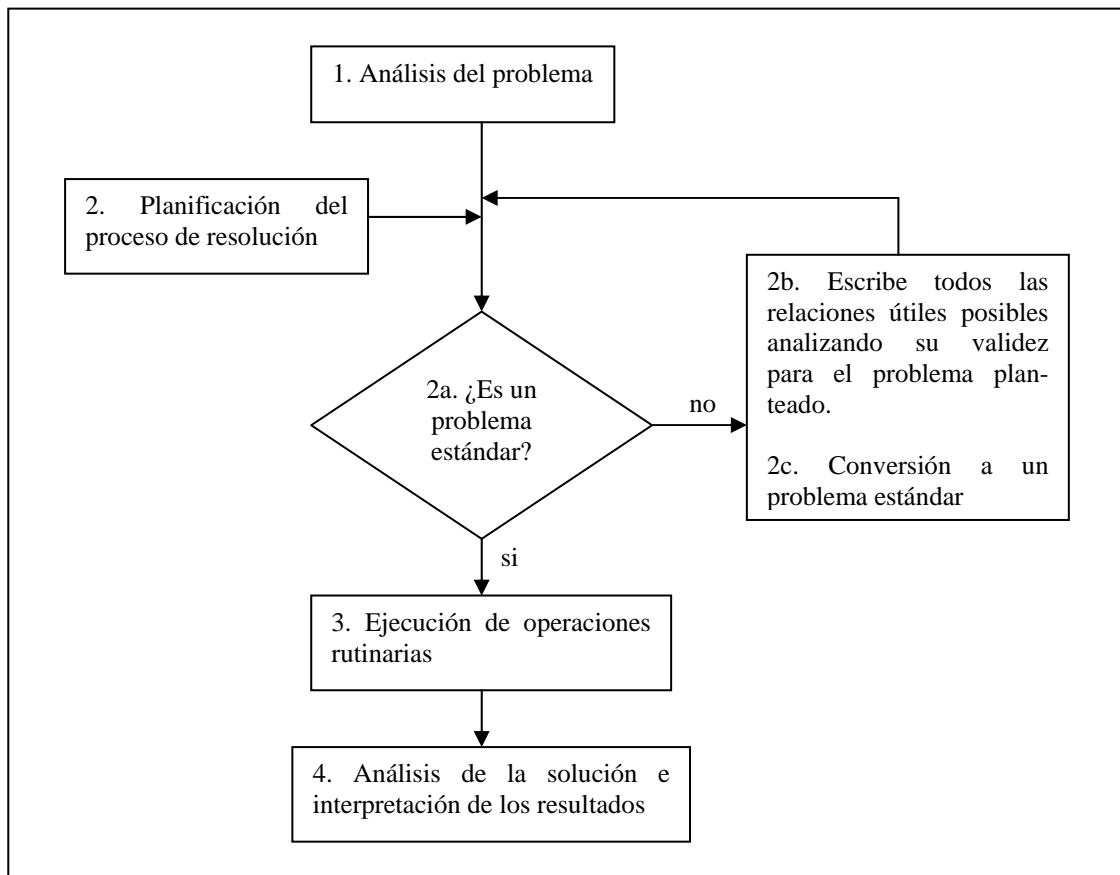 1. Análisis del problema
2. Planificación del
proceso de resolución
2a. ¿Es un
problema
estándar?
no
2b. Escribe todos las
relaciones útiles posibles
analizando su validez
para el problema plan-
teado.
2c. Conversión a un
problema estándar
si
3. Ejecución de operaciones
rutinarias
4. Análisis de la solución e
interpretación de los resultados